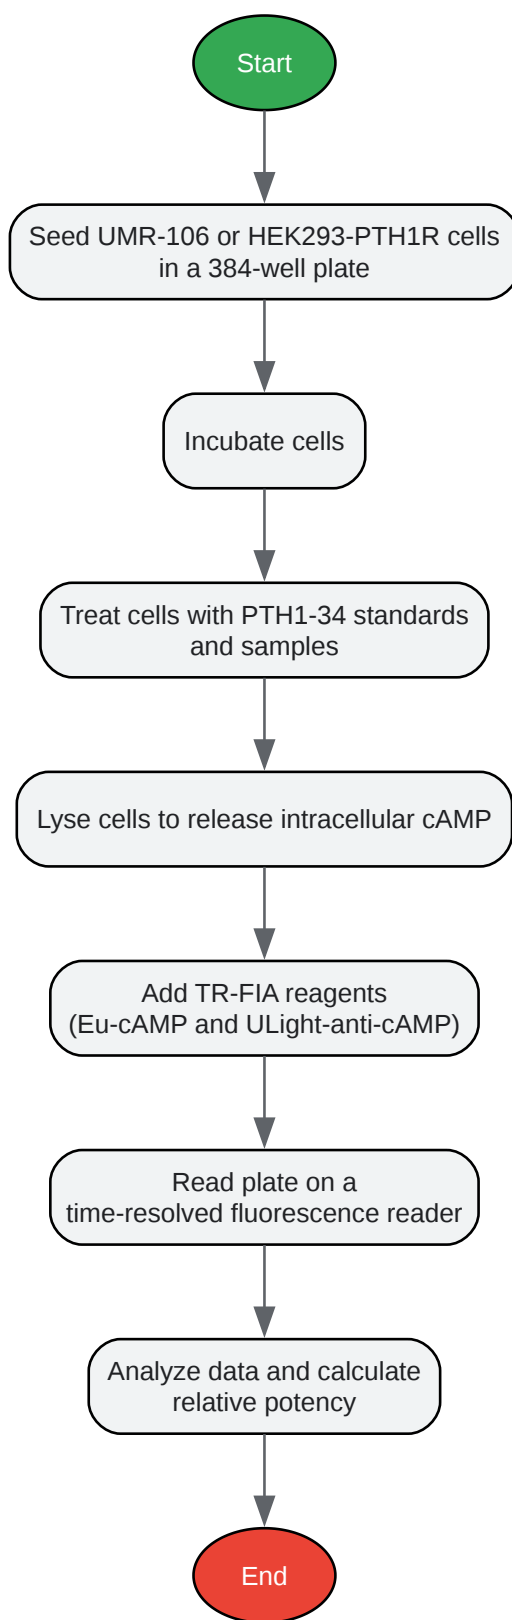 Start
Seed UMR-106 or HEK293-PTH1R cells
in a 384-well plate
Incubate cells
Treat cells with PTH1-34 standards
and samples
Lyse cells to release intracellular cAMP
Add TR-FIA reagents
(Eu-cAMP and ULight-anti-cAMP)
Read plate on a
time-resolved fluorescence reader
Analyze data and calculate
relative potency
End